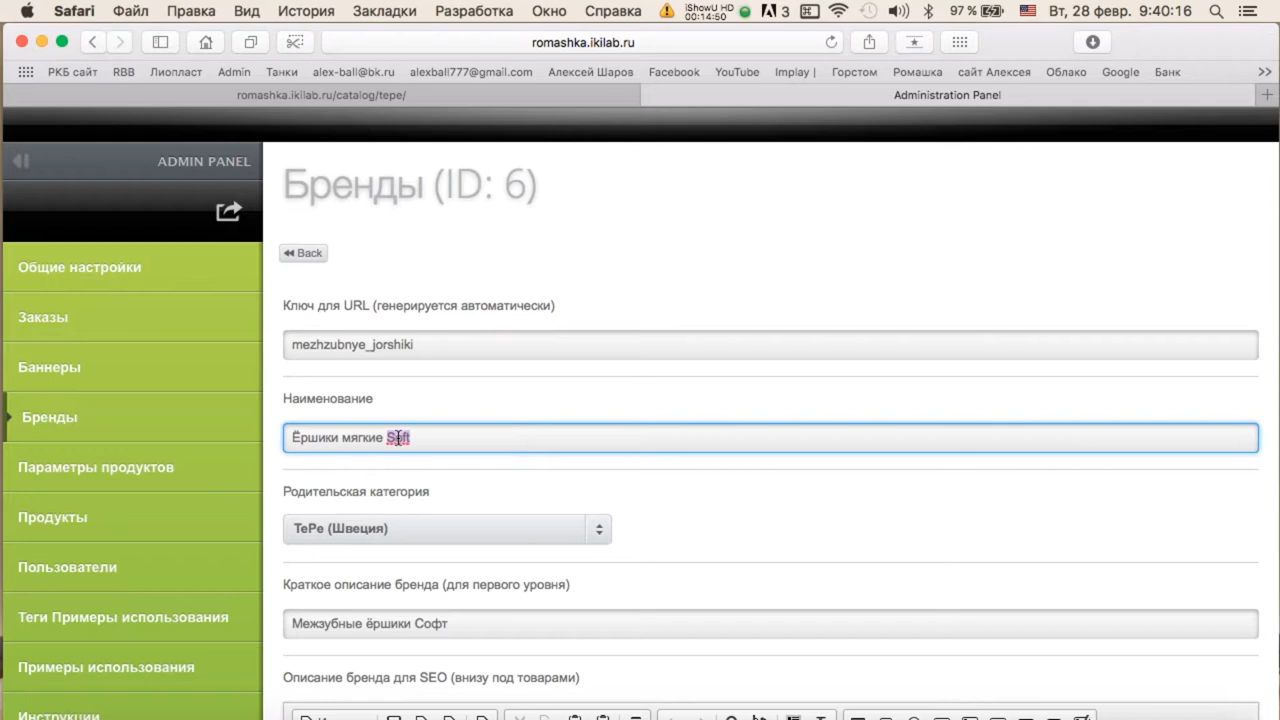 Safari Файл Правка Вид История Закладки Разработка Окно Справка iShowU 00:14:50 3 97 % Вт, 28 февр. 9:40:16
romashka.ikilab.ru
РКБ сайт RBB Лиопласт Admin Танки alex-ball@bk.ru alexball777@gmail.com Алексей Шаров Facebook YouTube Implay | Горстом Ромашка сайт Алексея Облако Google Банк >>
romashka.ikilab.ru/catalog/tepe/ Administration Panel
ADMIN PANEL
Общие настройки
Заказы
Баннеры
Бренды
Параметры продуктов
Продукты
Пользователи
Теги Примеры использования
Примеры использования
Инструкции
Бренды (ID: 6)
Back
Ключ для URL (генерируется автоматически)
mezhzubnye_jorshiki
Наименование
Ёршики мягкие Soft
Родительская категория
TePe (Швеция)
Краткое описание бренда (для первого уровня)
Межзубные ёршики Софт
Описание бренда для SEO (внизу под товарами)